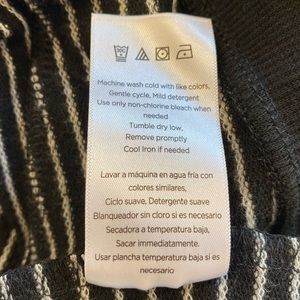 Machine wash cold with like colors,
Gentle cycle, Mild detergent
Use only non-chlorine bleach when
needed
Tumble dry low,
Remove promptly
Cool Iron if needed
Lavar a máquina en agua fría con
colores similares,
Ciclo suave, Detergente suave
Blanqueador sin cloro si es necesario
Secadora a temperatura baja,
Sacar immediatamente.
Usar plancha temperatura baja si es
necesario